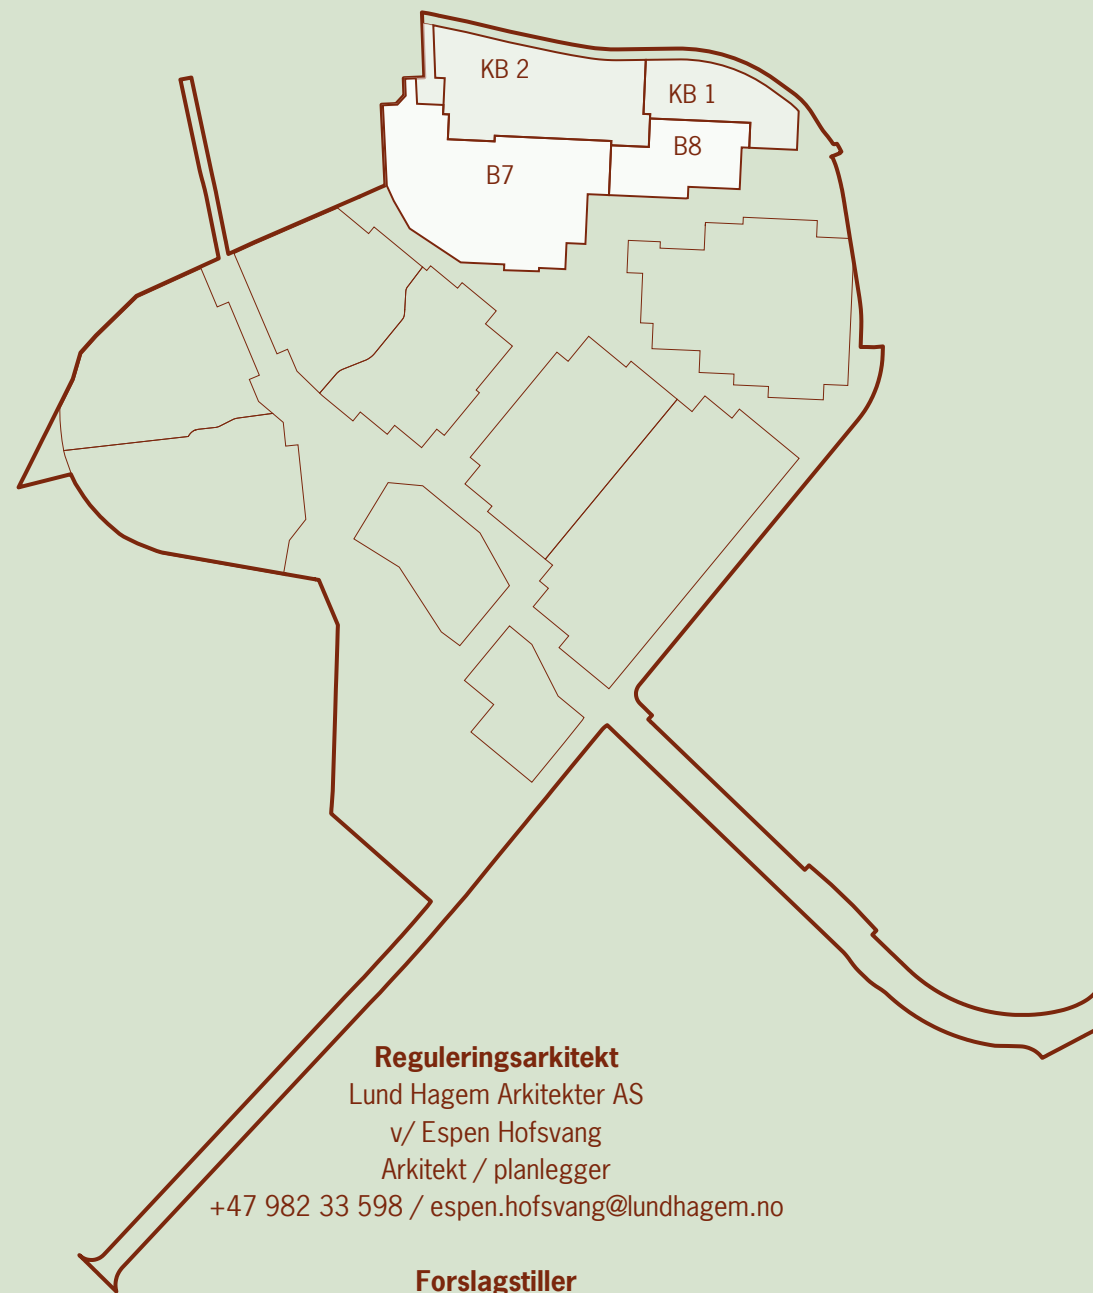 KB 2
KB 1
B8
B7
Reguleringsarkitekt
Lund Hagem Arkitekter AS
v/ Espen Hofsvang
Arkitekt / planlegger
+47 982 33 598 / espen.hofsvang@lundhagem.no
Forslagstiller